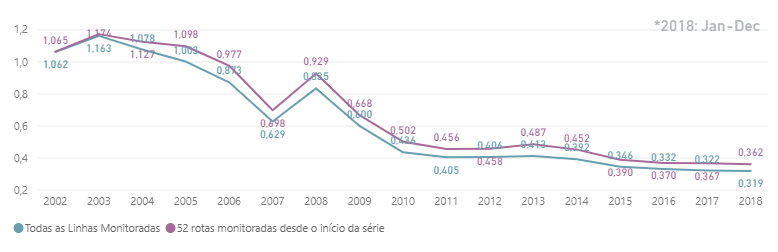 *2018: Jan-Dec
1,2
1,0
0,8
0,6
0,4
0,2
1,065 1,174 1,078 1,098 0,977 0,698 0,929 0,668 0,502 0,456 0,458 0,487 0,452 0,390 0,370 0,367 0,362
1,062 1,163 1,127 1,003 0,873 0,629 0,835 0,600 0,436 0,405 0,406 0,413 0,392 0,346 0,332 0,322 0,319
2002 2003 2004 2005 2006 2007 2008 2009 2010 2011 2012 2013 2014 2015 2016 2017 2018
Todas as Linhas Monitoradas 52 rotas monitoradas desde o início da série